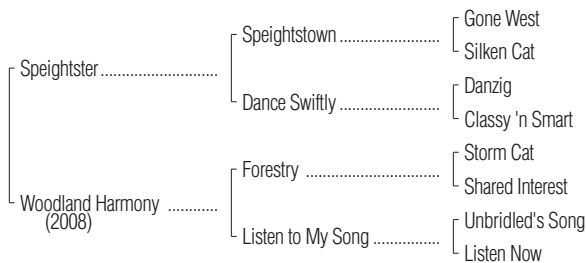 Gone West
Speightstown ....................
Silken Cat
Speightster ........................
Danzig
Dance Swiftly ....................
Classy 'n Smart
Storm Cat
Forestry ...........................
Shared Interest
Woodland Harmony ..........
(2008)
Unbridled's Song
Listen to My Song .............
Listen Now